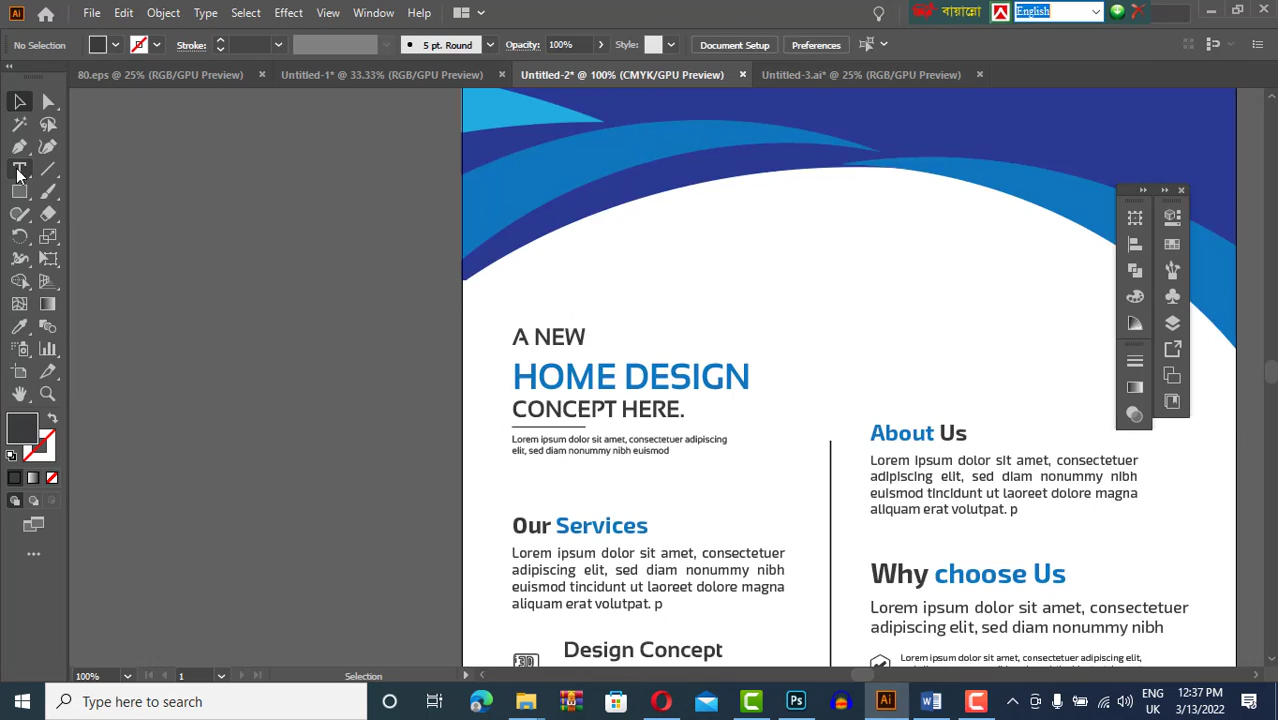 Ai File Edit Object Type Select Effect View Window Help বায়ান্নো English
No Selection Stroke: 5 pt. Round Opacity: 100% Style: Document Setup Preferences
80.eps @ 25% (RGB/GPU Preview) Untitled-1* @ 33.33% (RGB/GPU Preview) Untitled-2* @ 100% (CMYK/GPU Preview) Untitled-3.ai* @ 25% (RGB/GPU Preview)
A NEW
HOME DESIGN
CONCEPT HERE.
Lorem ipsum dolor sit amet, consectetuer adipiscing
elit, sed diam nonummy nibh euismod
Our Services
Lorem ipsum dolor sit amet, consectetuer
adipiscing elit, sed diam nonummy nibh
euismod tincidunt ut laoreet dolore magna
aliquam erat volutpat. p
3D
Design Concept
About Us
Lorem ipsum dolor sit amet, consectetuer
adipiscing elit, sed diam nonummy nibh
euismod tincidunt ut laoreet dolore magna
aliquam erat volutpat. p
Why choose Us
Lorem ipsum dolor sit amet, consectetuer
adipiscing elit, sed diam nonummy nibh
Lorem ipsum dolor sit amet, consectetuer elit,
100% 1 Selection
Type here to search Ps Ai W ENG 12:37 PM
UK 3/13/2022